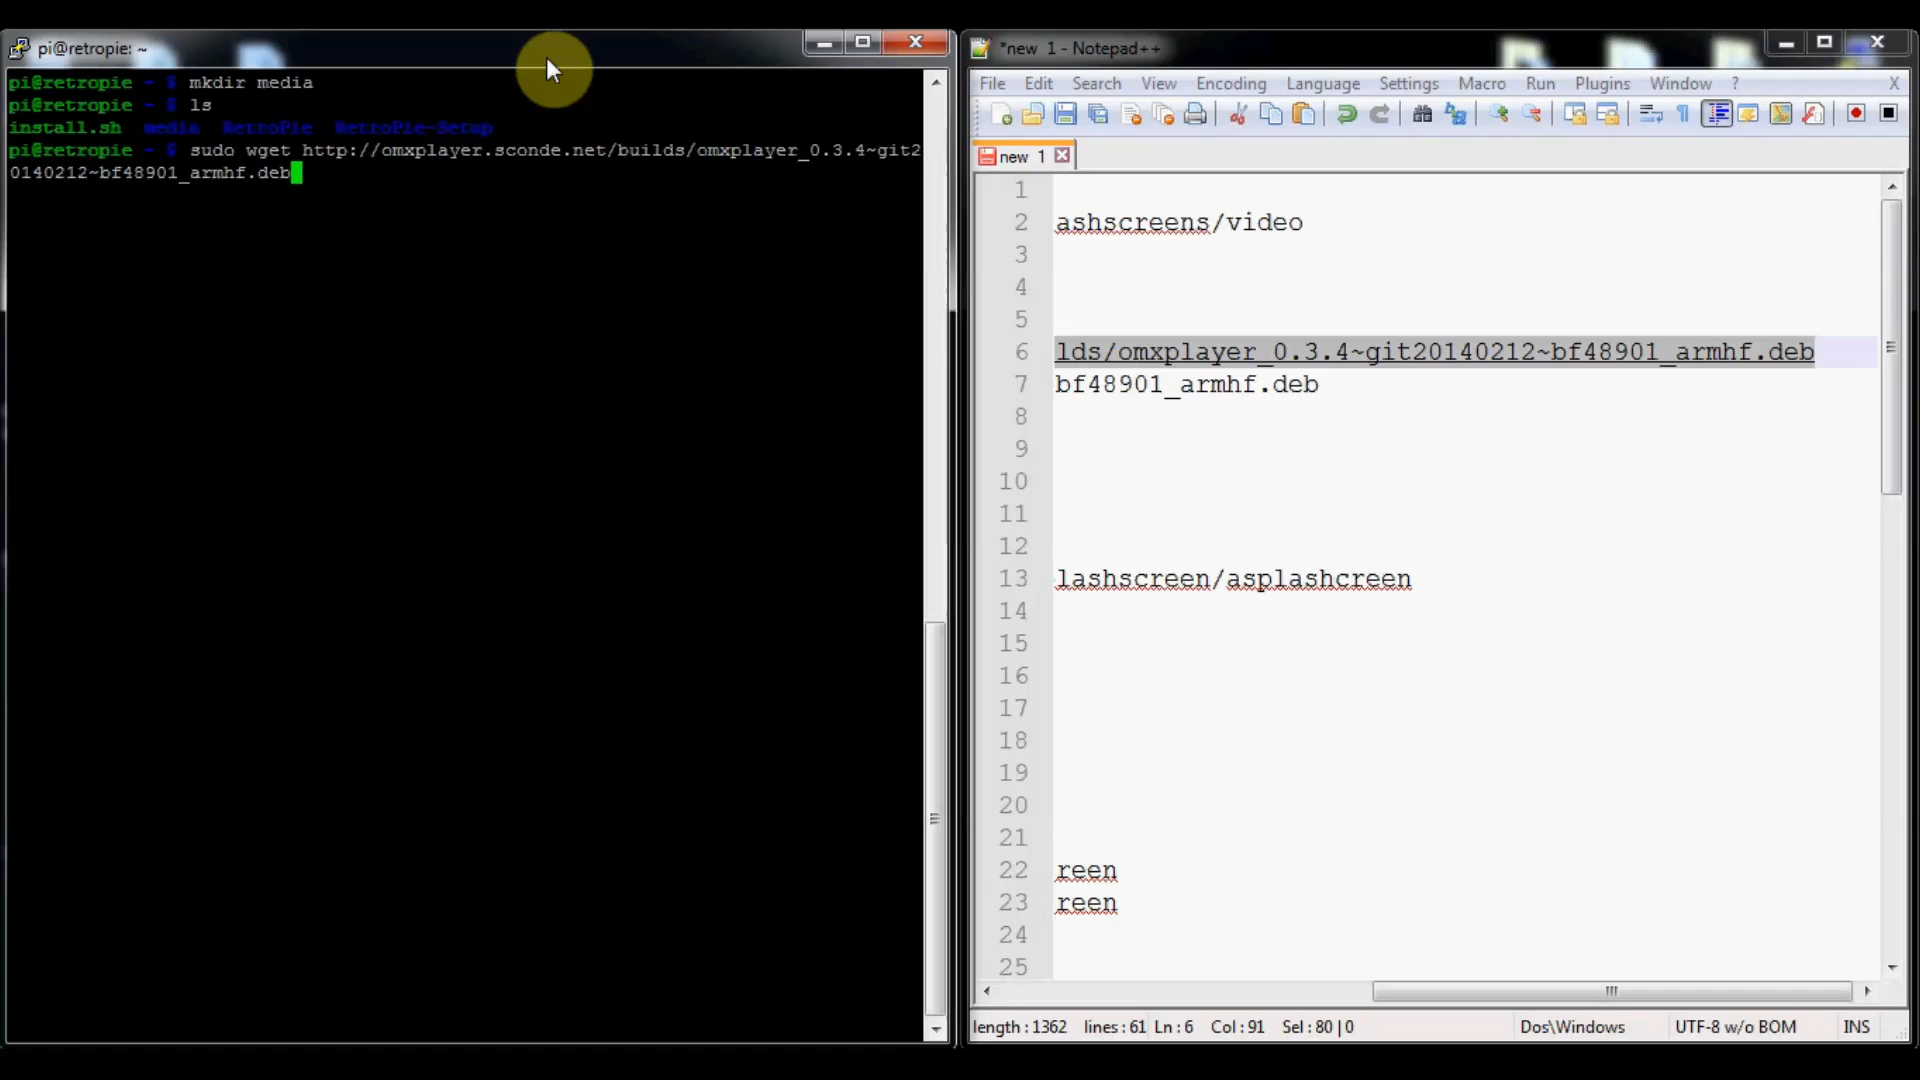 pi@retropie: ~
pi@retropie ~ $ mkdir media
pi@retropie ~ $ ls
install.sh media RetroPie RetroPie-Setup
pi@retropie ~ $ sudo wget http://omxplayer.sconde.net/builds/omxplayer_0.3.4~git2
0140212~bf48901_armhf.deb
*new 1 - Notepad++
File Edit Search View Encoding Language Settings Macro Run Plugins Window ? X
new 1
1
2 ashscreens/video
3
4
5
6 lds/omxplayer_0.3.4~git20140212~bf48901_armhf.deb
7 bf48901_armhf.deb
8
9
10
11
12
13 lashscreen/asplashcreen
14
15
16
17
18
19
20
21
22 reen
23 reen
24
25
length : 1362 lines : 61 Ln : 6 Col : 91 Sel : 80 | 0 Dos\Windows UTF-8 w/o BOM INS